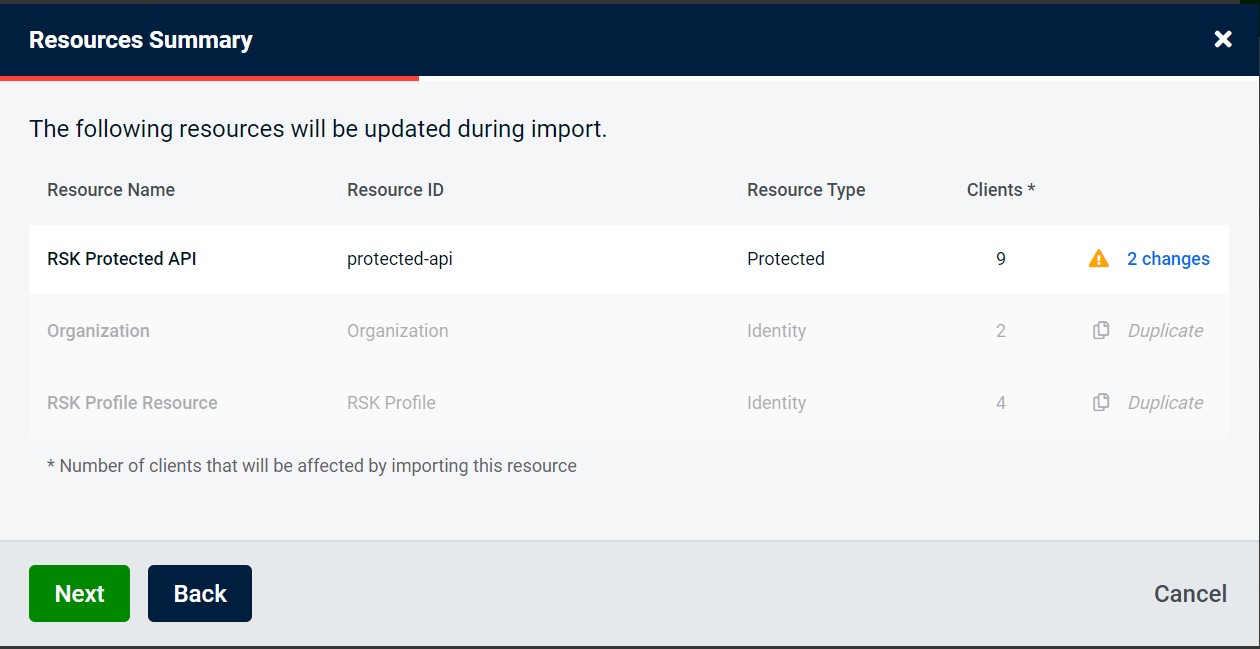 Resources Summary
The following resources will be updated during import.
Resource Name Resource ID Resource Type Clients *
RSK Protected API protected-api Protected 9 2 changes
Organization Organization Identity 2 Duplicate
RSK Profile Resource RSK Profile Identity 4 Duplicate
* Number of clients that will be affected by importing this resource
Next Back Cancel